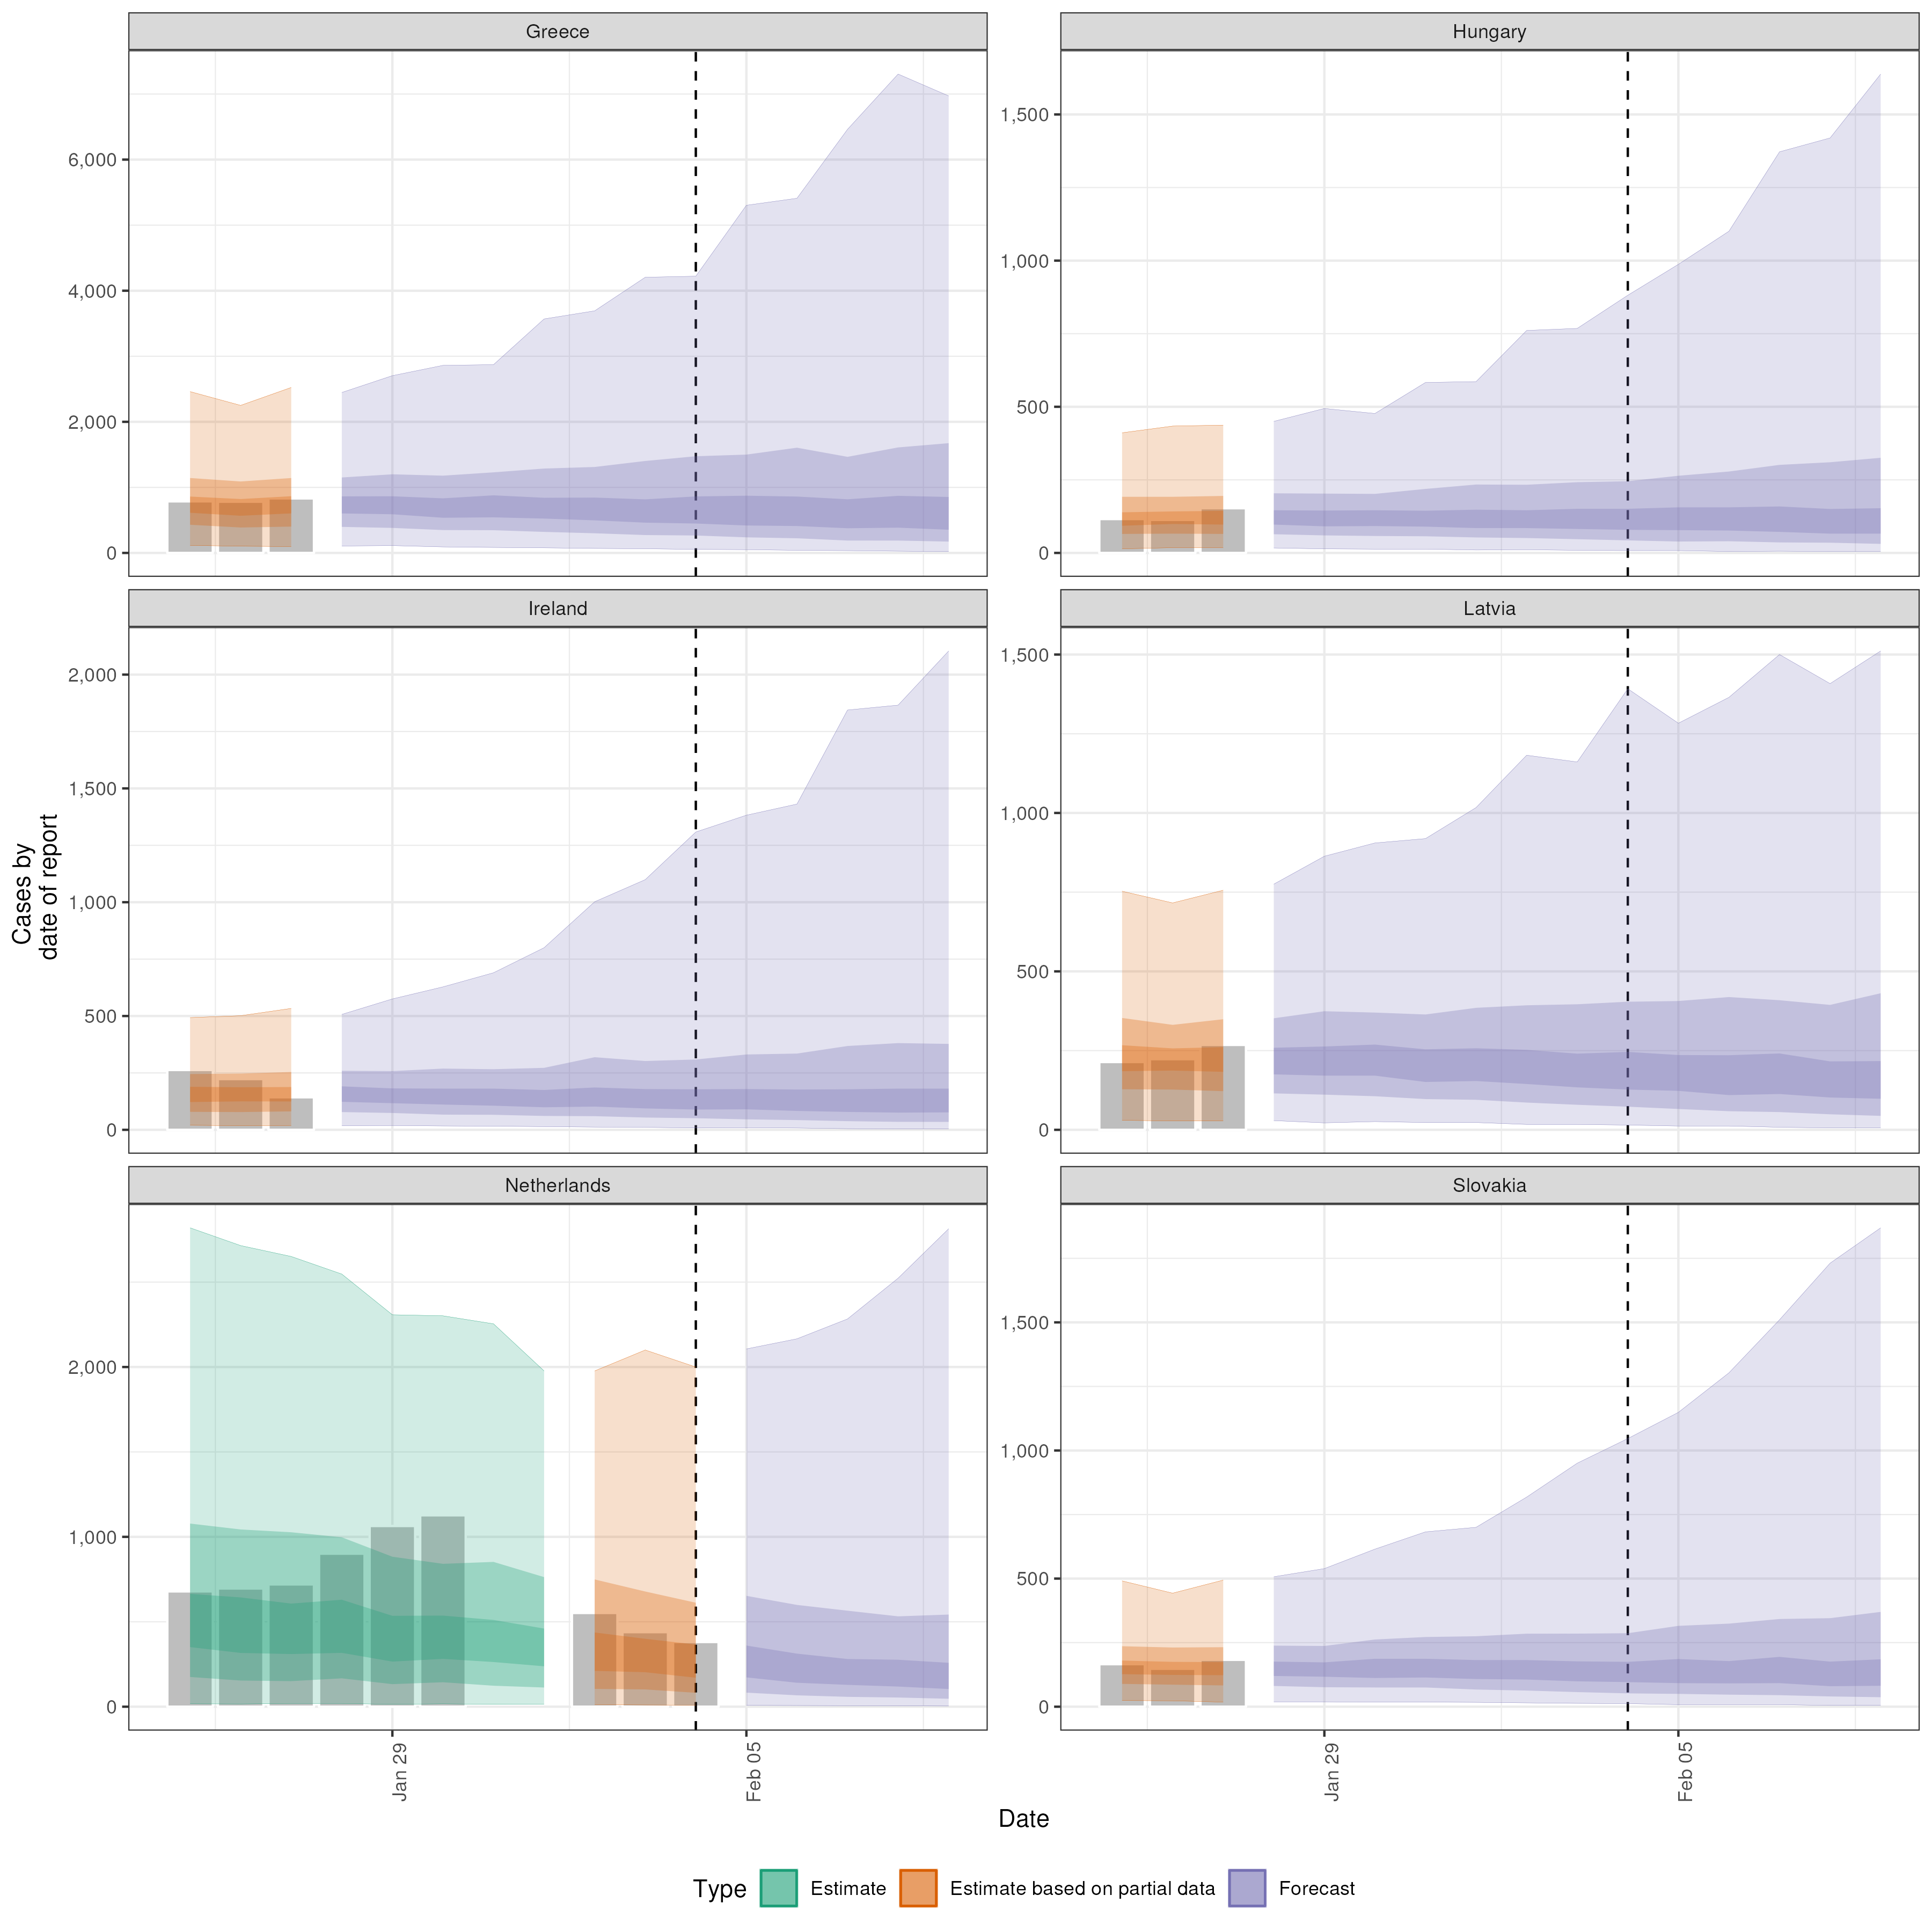 Greece
Hungary
6,000
4,000
2,000
0
1,500
1,000
500
0
Ireland
Latvia
2,000
1,500
1,000
500
0
1,500
1,000
500
0
Cases by
date of report
Netherlands
Slovakia
2,000
1,000
0
1,500
1,000
500
0
Jan 29
Feb 05
Jan 29
Feb 05
Date
Type
Estimate
Estimate based on partial data
Forecast